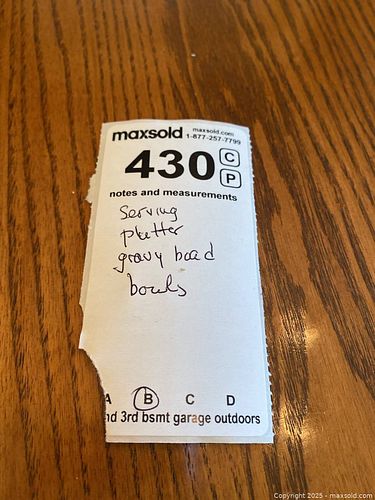 maxsold maxsold.com
1-877-257-7799
430 C
P
notes and measurements
Serving
platter
gravy boad
bowls
A B C D
nd 3rd bsmt garage outdoors
Copyright 2025 - maxsold.com